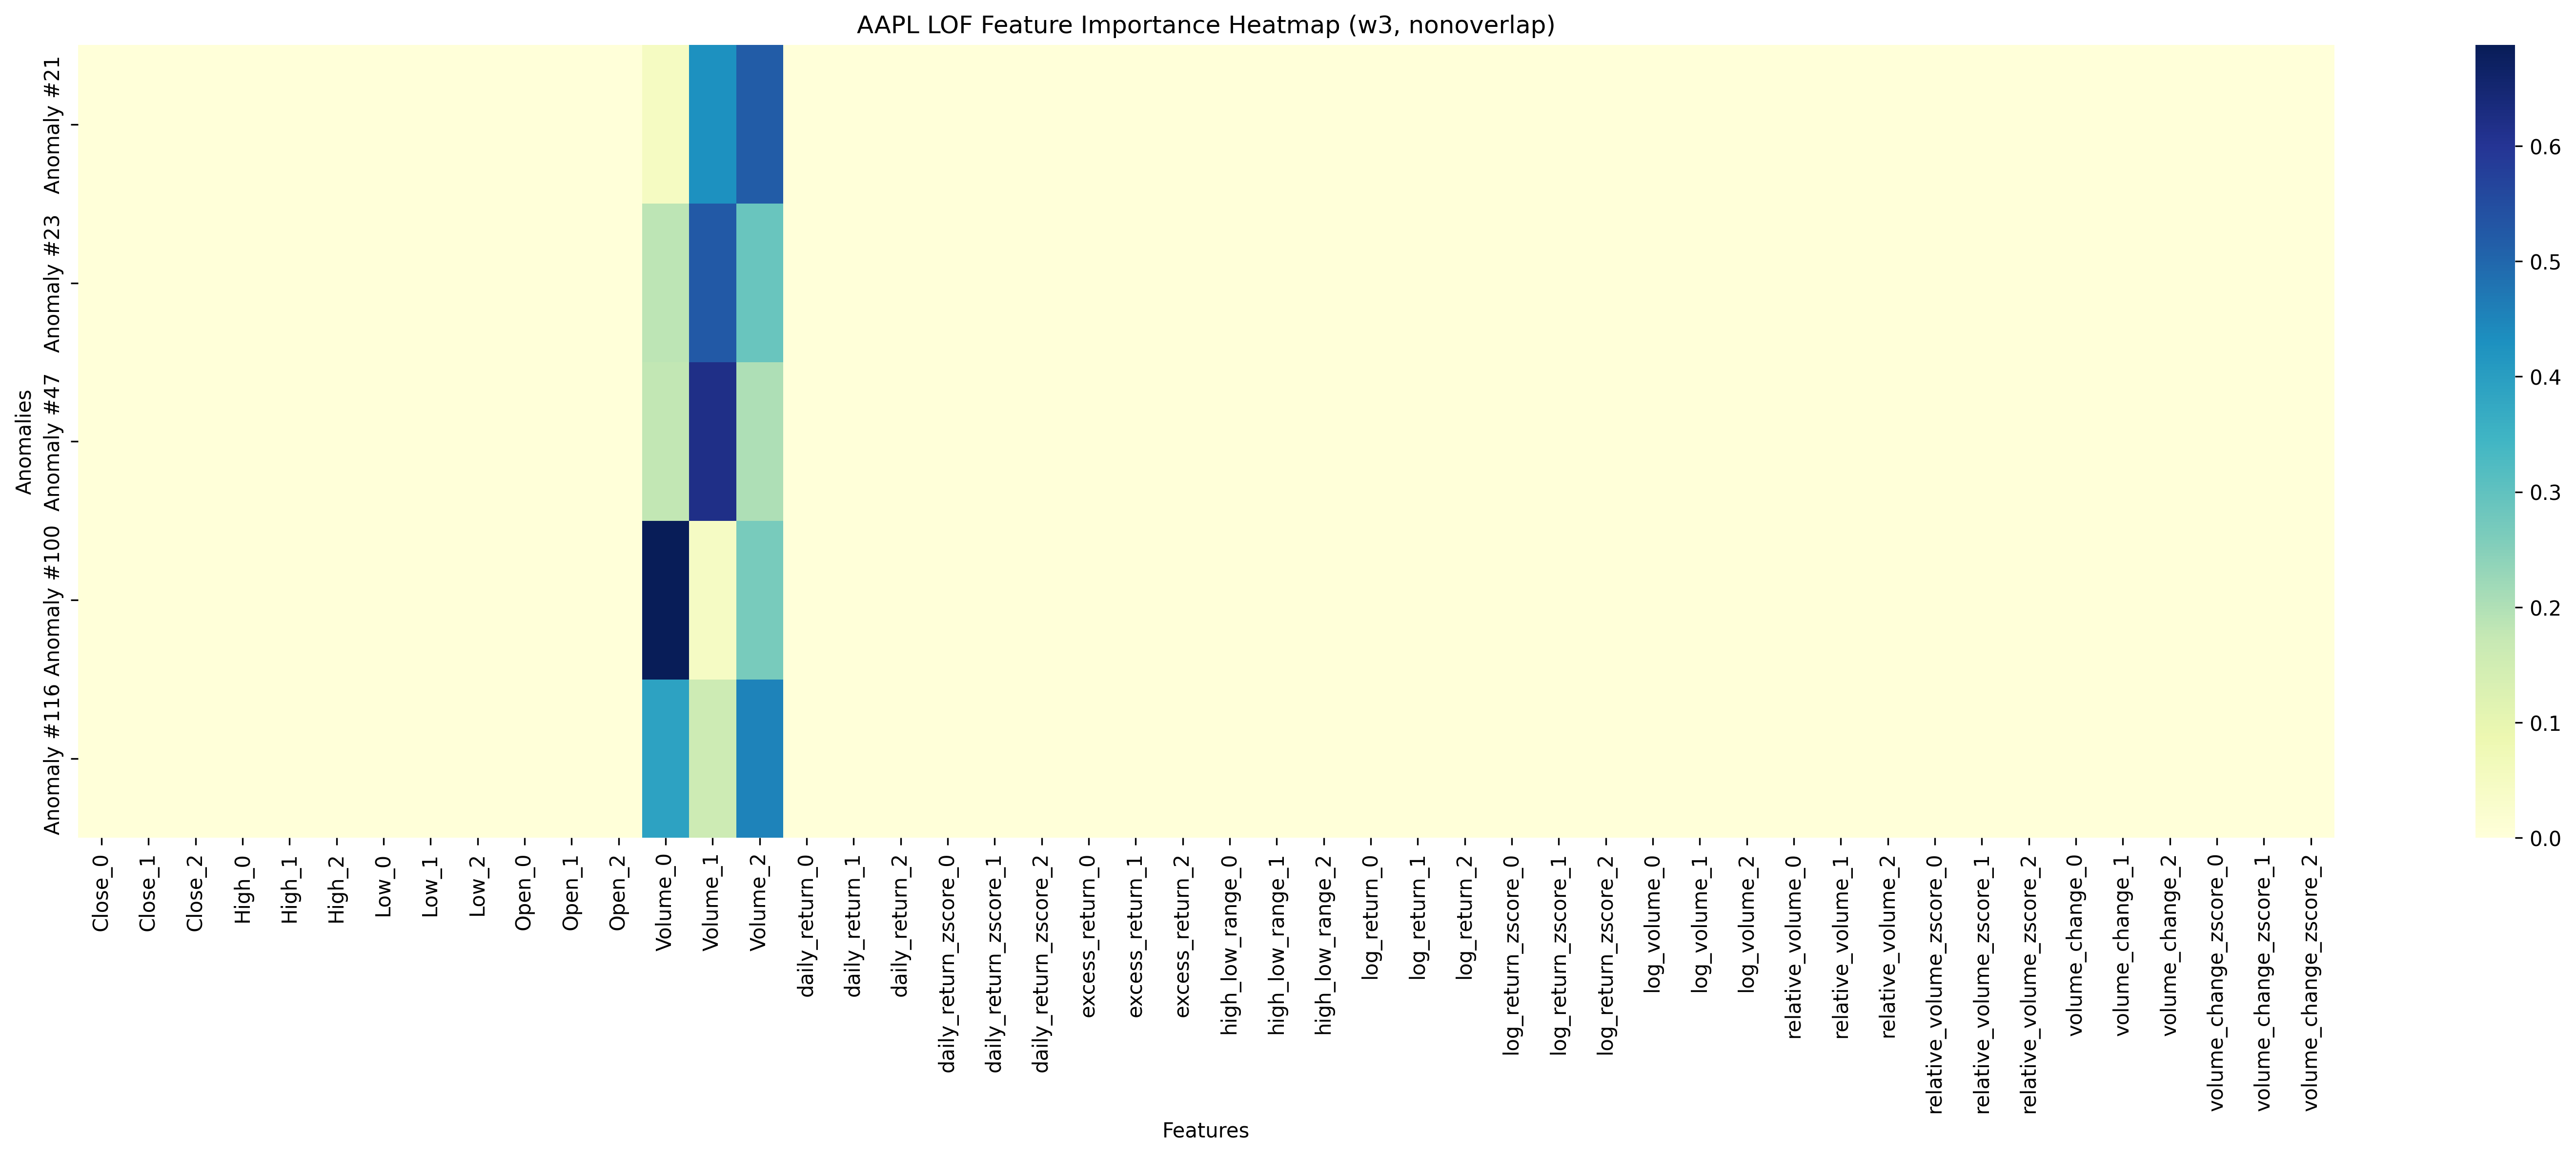 AAPL LOF Feature Importance Heatmap (w3, nonoverlap)
Anomalies
Anomaly #21
Anomaly #23
Anomaly #47
Anomaly #100
Anomaly #116
Close_0
Close_1
Close_2
High_0
High_1
High_2
Low_0
Low_1
Low_2
Open_0
Open_1
Open_2
Volume_0
Volume_1
Volume_2
daily_return_0
daily_return_1
daily_return_2
daily_return_zscore_0
daily_return_zscore_1
daily_return_zscore_2
excess_return_0
excess_return_1
excess_return_2
high_low_range_0
high_low_range_1
high_low_range_2
log_return_0
log_return_1
log_return_2
log_return_zscore_0
log_return_zscore_1
log_return_zscore_2
log_volume_0
log_volume_1
log_volume_2
relative_volume_0
relative_volume_1
relative_volume_2
relative_volume_zscore_0
relative_volume_zscore_1
relative_volume_zscore_2
volume_change_0
volume_change_1
volume_change_2
volume_change_zscore_0
volume_change_zscore_1
volume_change_zscore_2
Features
0.6
0.5
0.4
0.3
0.2
0.1
0.0